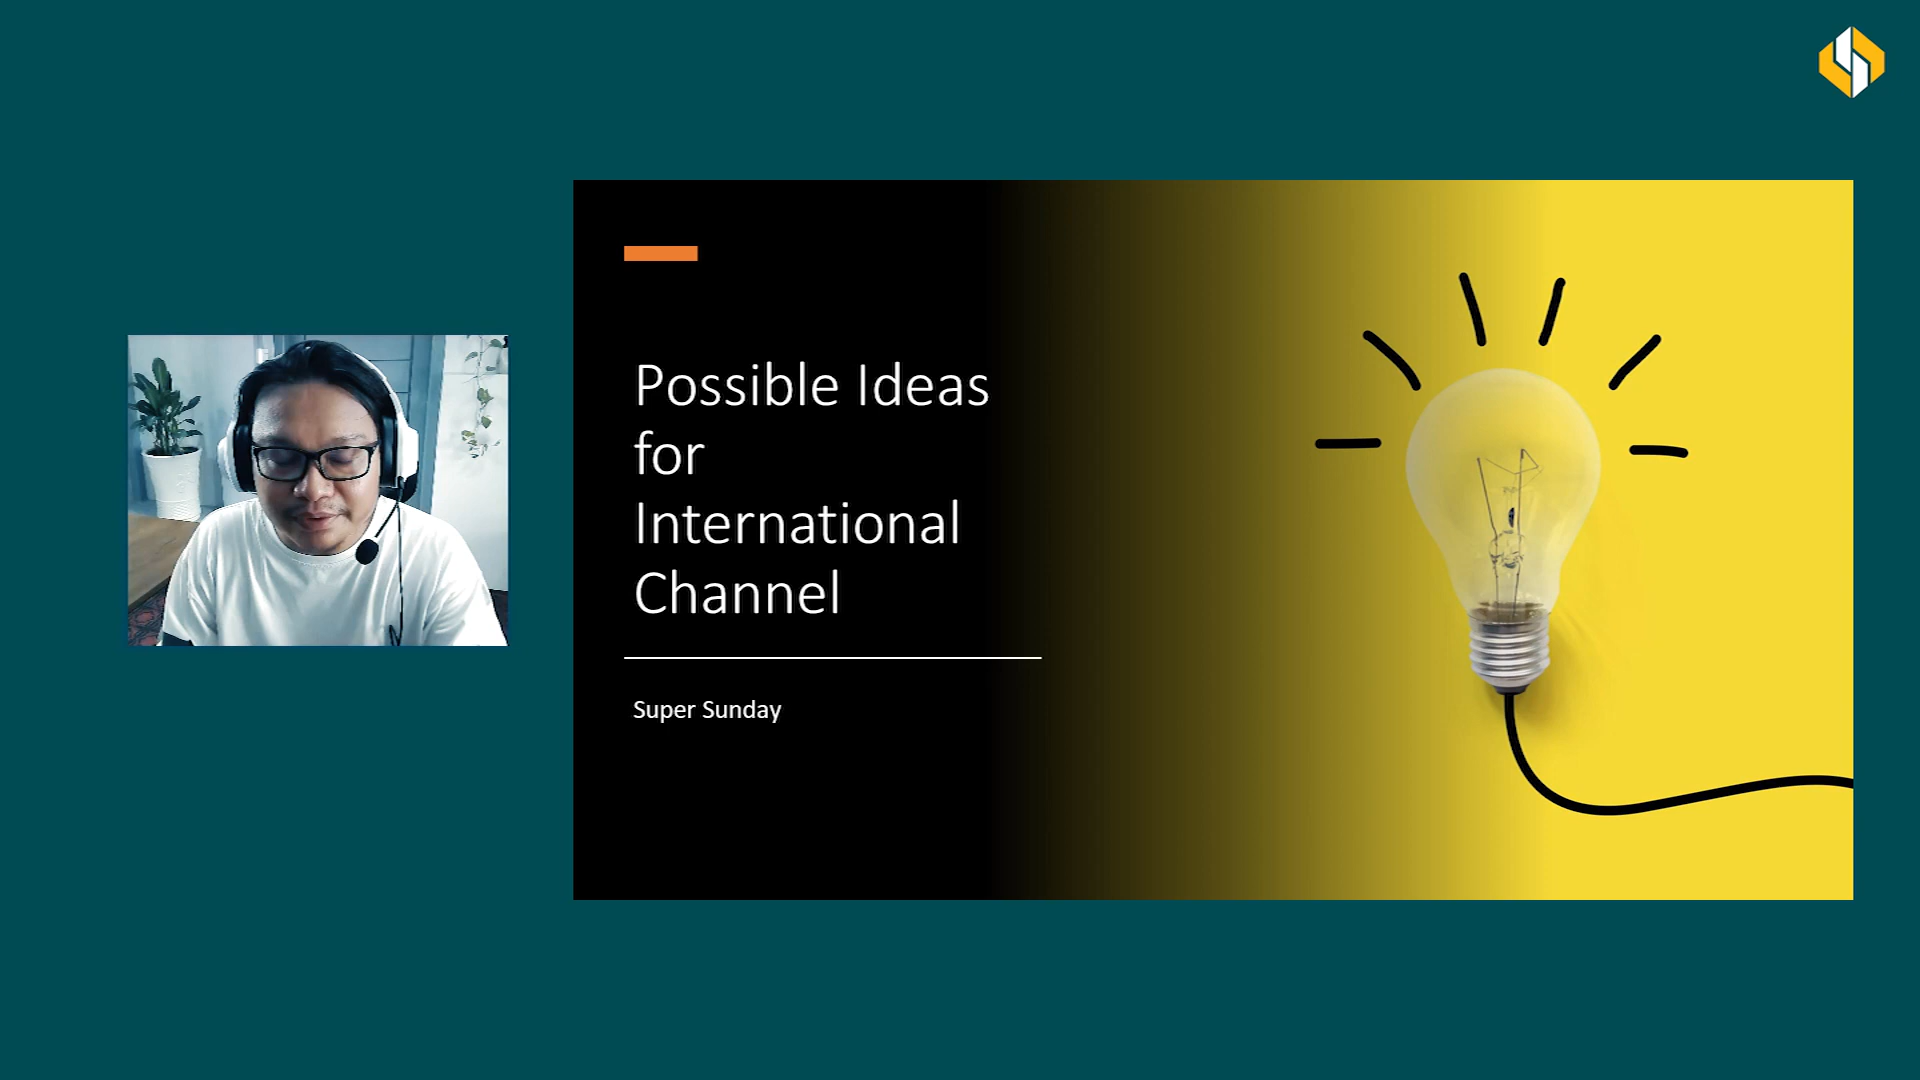 Possible Ideas
for
International
Channel
Super Sunday